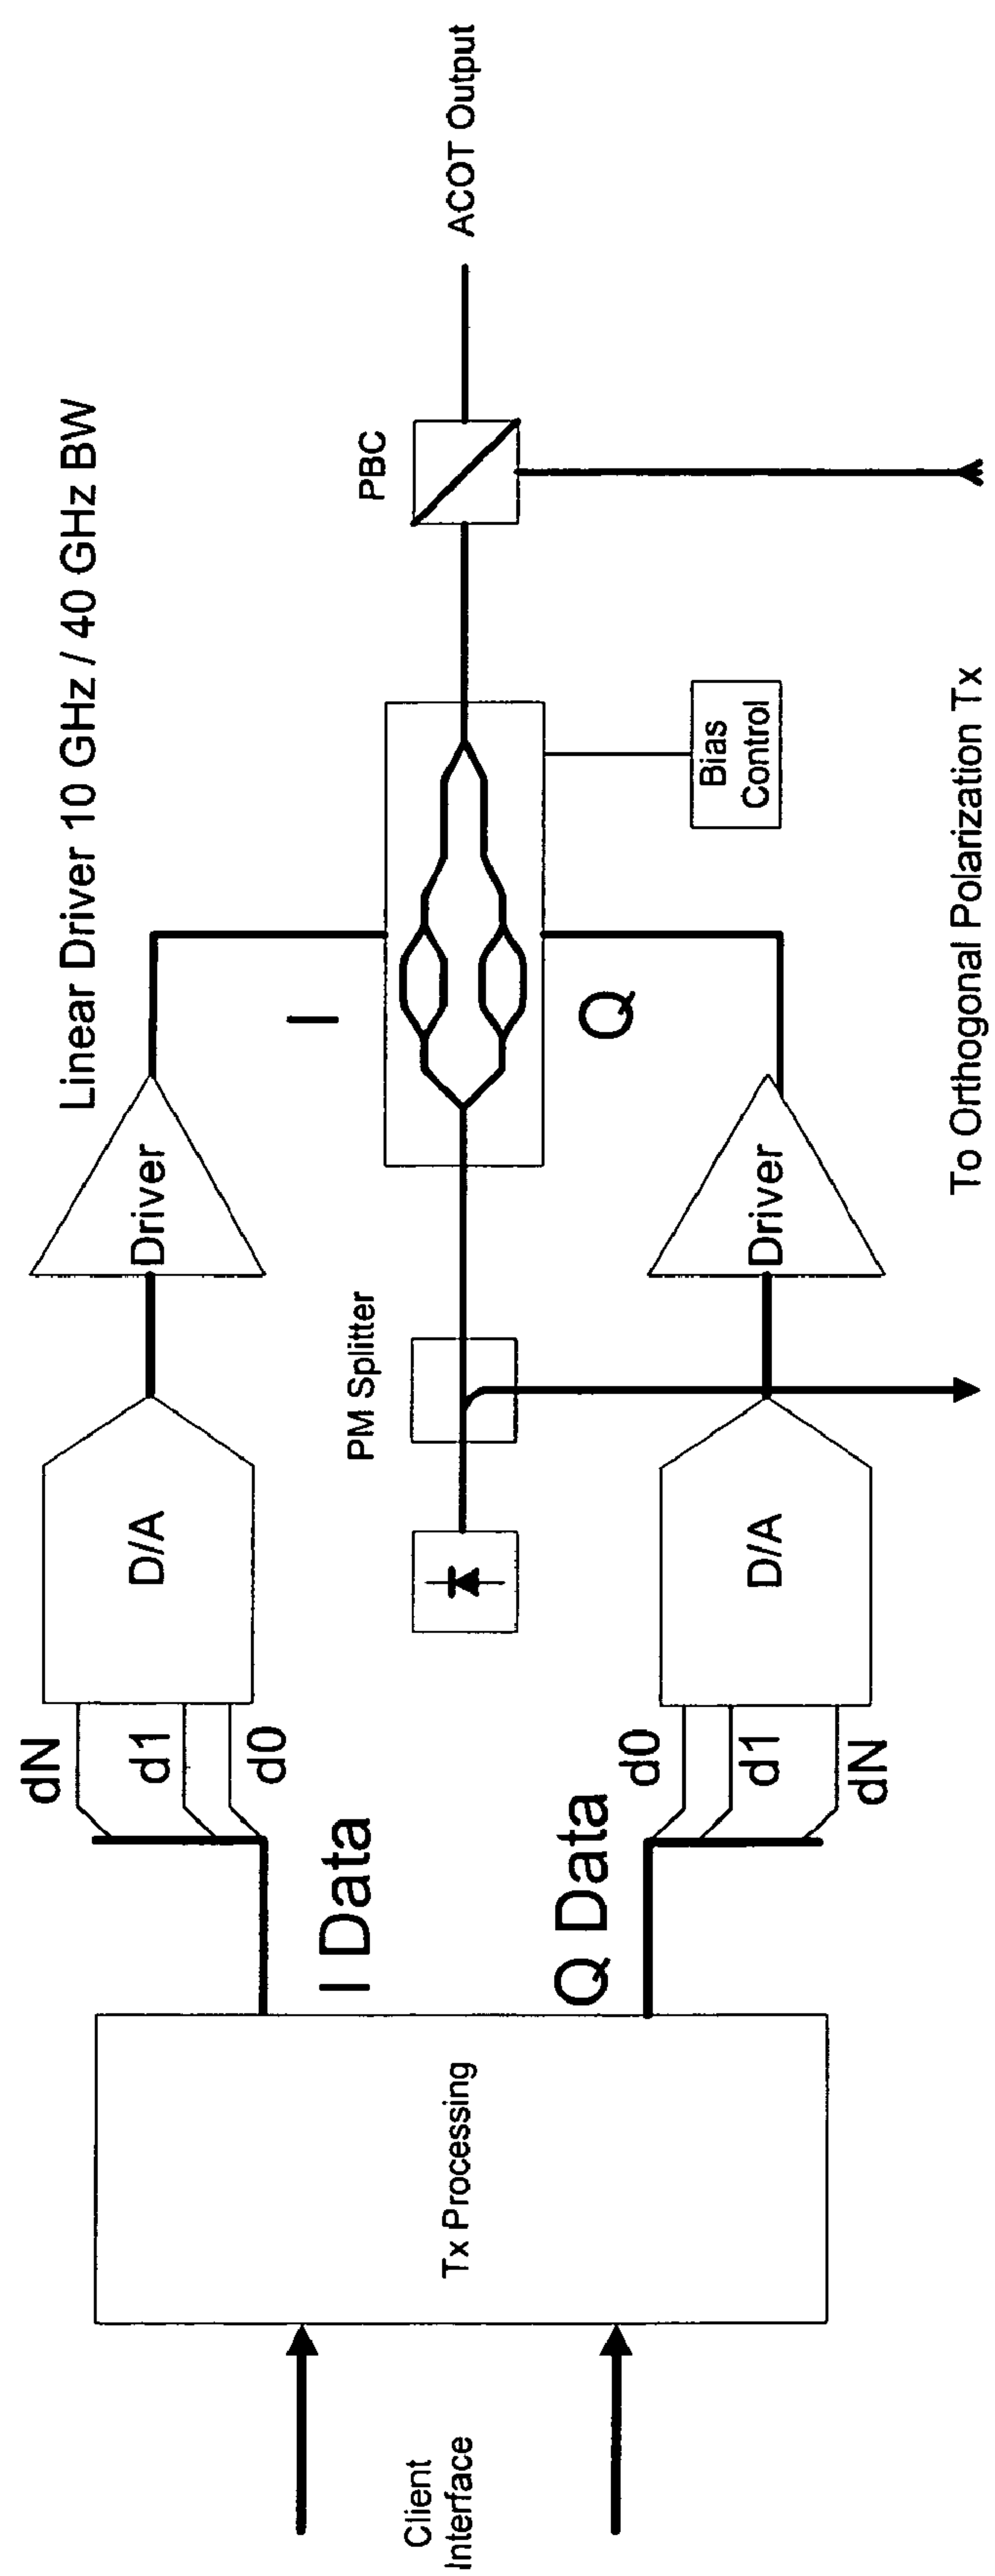 Client
Interface
Tx Processing
I Data
Q Data
dN
d1
d0
d0
d1
dN
D/A
D/A
PM Splitter
Driver
Driver
Linear Driver 10 GHz / 40 GHz BW
I
Q
Bias
Control
PBC
ACOT Output
To Orthogonal Polarization Tx